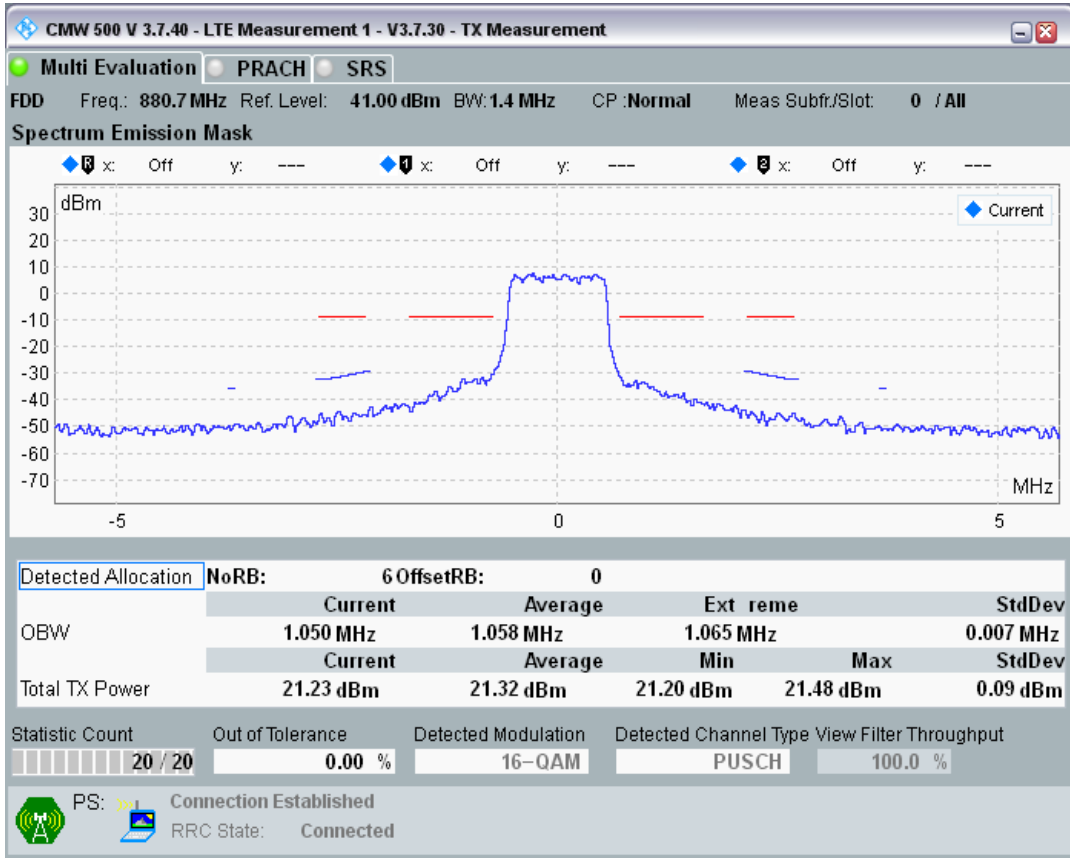 CMW 500 V 3.7.40 - LTE Measurement 1 - V3.7.30 - TX Measurement
Multi Evaluation PRACH SRS
FDD Freq.: 880.7 MHz Ref. Level: 41.00 dBm BW: 1.4 MHz CP :Normal Meas Subfr./Slot: 0 / All
Spectrum Emission Mask
R x: Off y: --- 1 x: Off y: --- 2 x: Off y: ---
dBm
Current
30
20
10
0
-10
-20
-30
-40
-50
-60
-70
MHz
-5 0 5
Detected Allocation NoRB: 6 OffsetRB: 0
Current Average Ext reme StdDev
OBW 1.050 MHz 1.058 MHz 1.065 MHz 0.007 MHz
Current Average Min Max StdDev
Total TX Power 21.23 dBm 21.32 dBm 21.20 dBm 21.48 dBm 0.09 dBm
Statistic Count Out of Tolerance Detected Modulation Detected Channel Type View Filter Throughput
20 / 20 0.00 % 16-QAM PUSCH 100.0 %
PS: Connection Established
RRC State: Connected